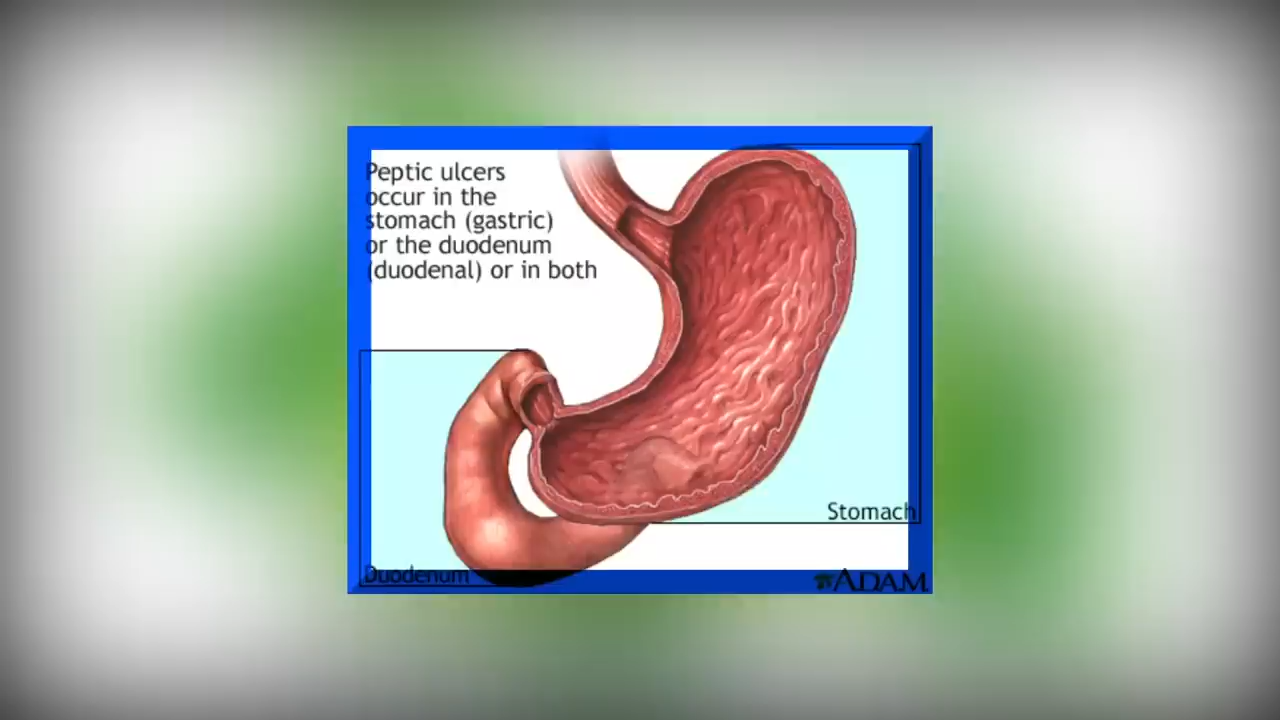 Peptic ulcers
occur in the
stomach (gastric)
or the duodenum
(duodenal) or in both
Stomach
Duodenum
ADAM